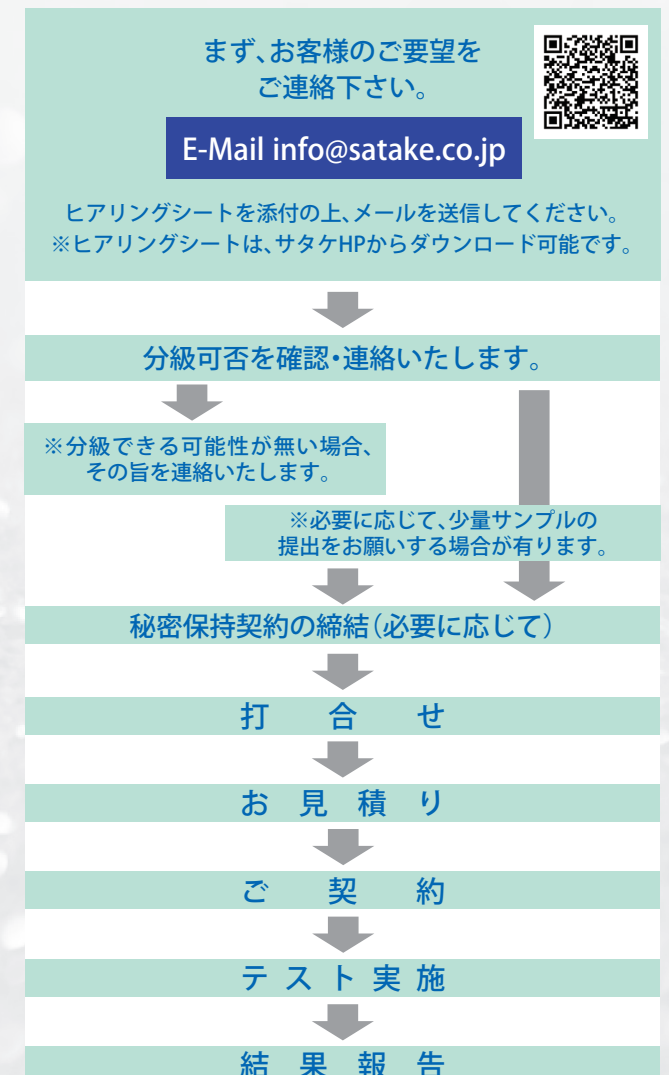 まず、お客様のご要望を
ご連絡下さい。
E-Mail info@satake.co.jp
ヒアリングシートを添付の上、メールを送信してください。
※ヒアリングシートは、サタケHPからダウンロード可能です。
分級可否を確認・連絡いたします。
※分級できる可能性が無い場合、
その旨を連絡いたします。
※必要に応じて、少量サンプルの
提出をお願いする場合が有ります。
秘密保持契約の締結（必要に応じて）
打合せ
お見積り
ご契約
テスト実施
結果報告